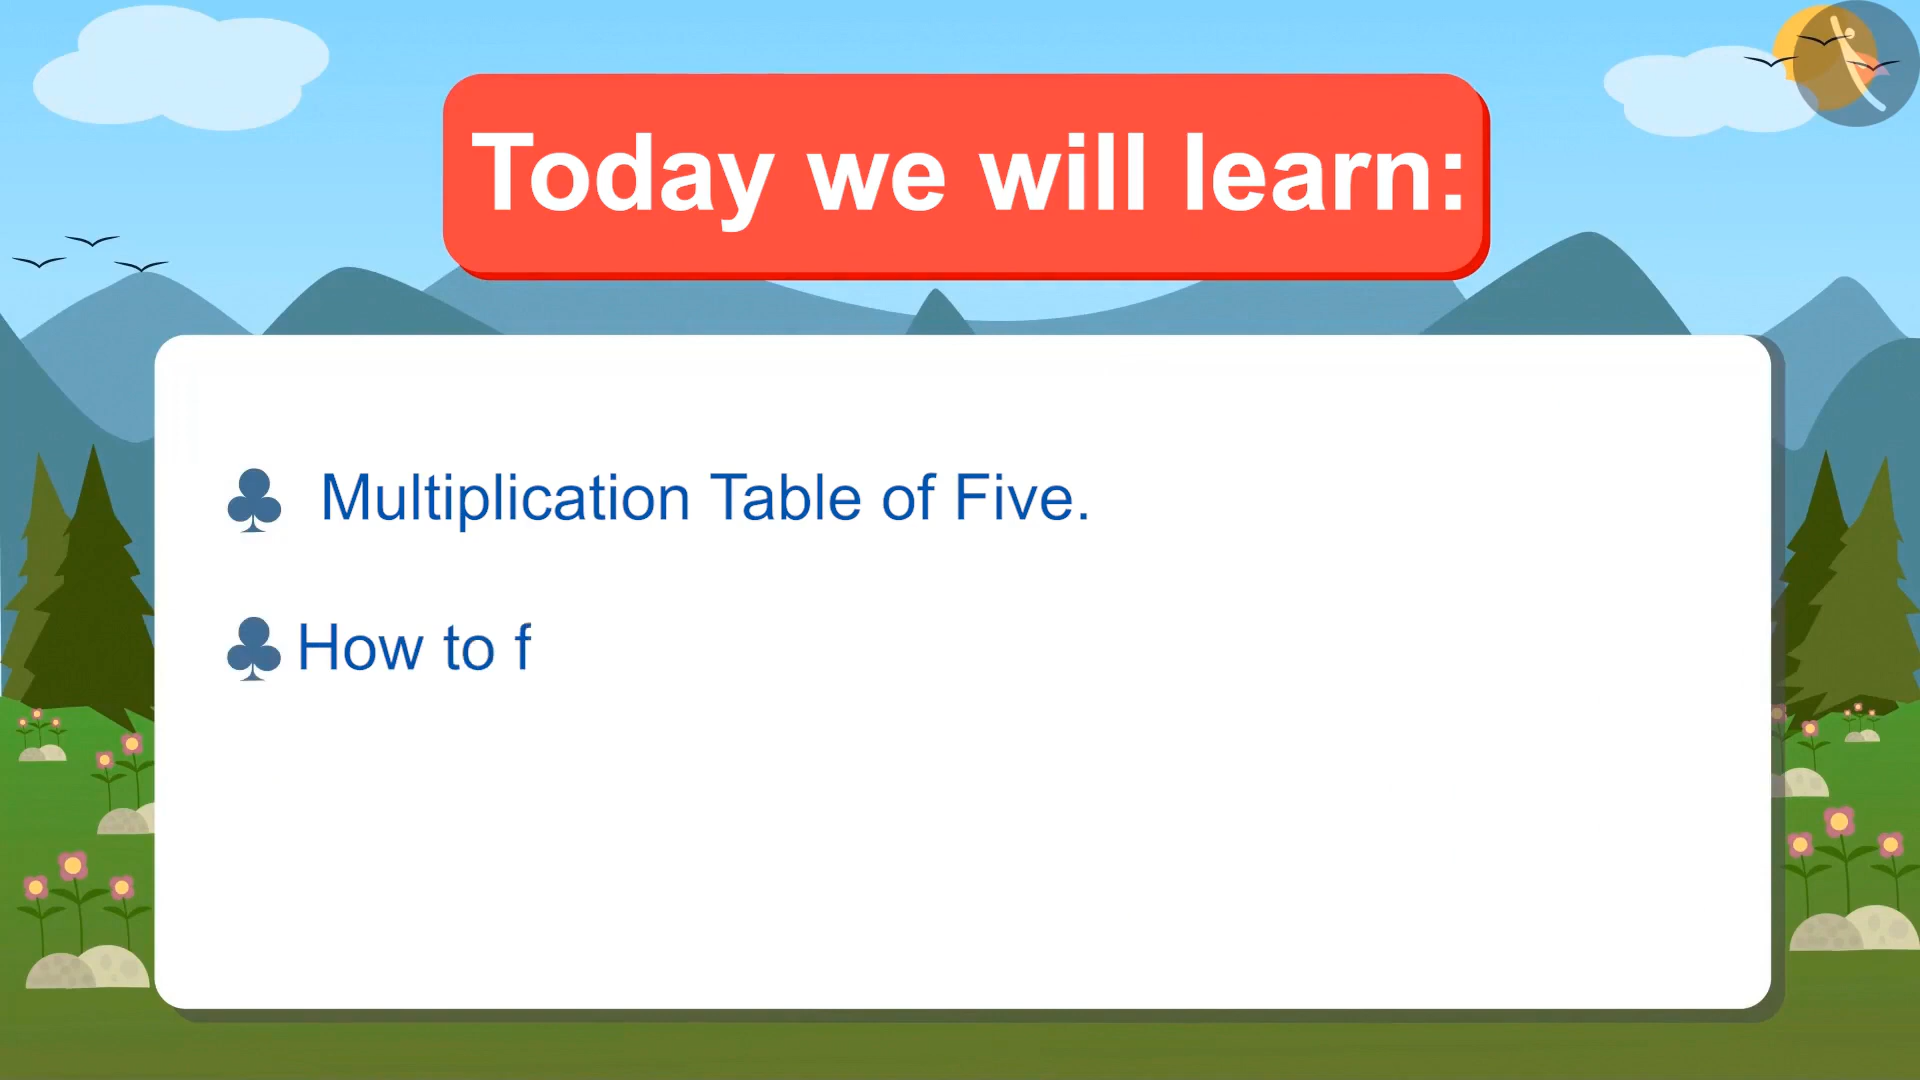 Today we will learn:
♣ Multiplication Table of Five.
♣ How to f